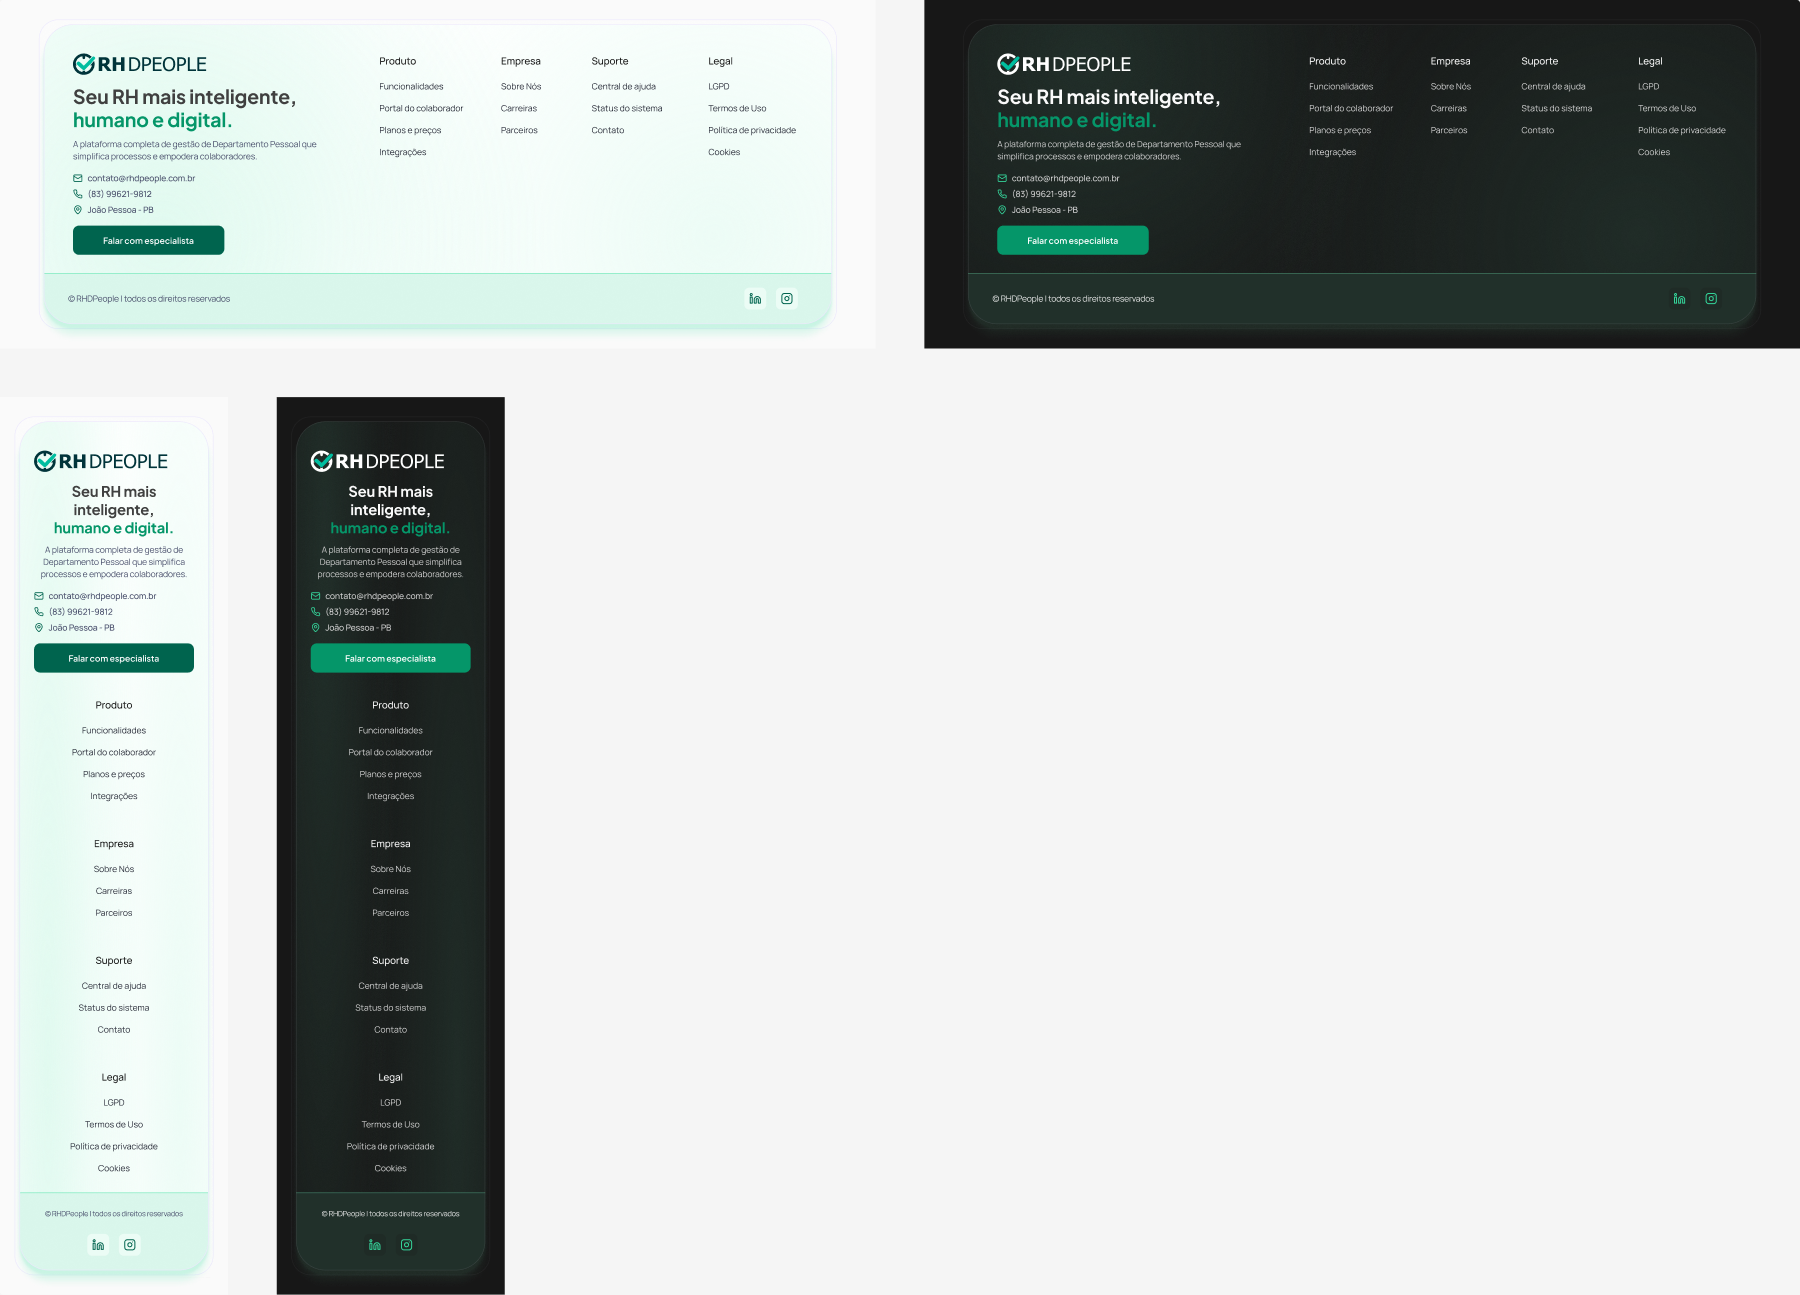 RH DPEOPLE
Seu RH mais inteligente,
humano e digital.
A plataforma completa de gestão de Departamento Pessoal que
simplifica processos e empodera colaboradores.
contato@rhdpeople.com.br
(83) 99621-9812
João Pessoa - PB
Falar com especialista
Produto
Funcionalidades
Portal do colaborador
Planos e preços
Integrações
Empresa
Sobre Nós
Carreiras
Parceiros
Suporte
Central de ajuda
Status do sistema
Contato
Legal
LGPD
Termos de Uso
Política de privacidade
Cookies
© RHDPeople | todos os direitos reservados
RH DPEOPLE
Seu RH mais inteligente,
humano e digital.
A plataforma completa de gestão de Departamento Pessoal que
simplifica processos e empodera colaboradores.
contato@rhdpeople.com.br
(83) 99621-9812
João Pessoa - PB
Falar com especialista
Produto
Funcionalidades
Portal do colaborador
Planos e preços
Integrações
Empresa
Sobre Nós
Carreiras
Parceiros
Suporte
Central de ajuda
Status do sistema
Contato
Legal
LGPD
Termos de Uso
Política de privacidade
Cookies
© RHDPeople | todos os direitos reservados
RH DPEOPLE
Seu RH mais
inteligente,
humano e digital.
A plataforma completa de gestão de
Departamento Pessoal que simplifica
processos e empodera colaboradores.
contato@rhdpeople.com.br
(83) 99621-9812
João Pessoa - PB
Falar com especialista
Produto
Funcionalidades
Portal do colaborador
Planos e preços
Integrações
Empresa
Sobre Nós
Carreiras
Parceiros
Suporte
Central de ajuda
Status do sistema
Contato
Legal
LGPD
Termos de Uso
Política de privacidade
Cookies
© RHDPeople | todos os direitos reservados
RH DPEOPLE
Seu RH mais
inteligente,
humano e digital.
A plataforma completa de gestão de
Departamento Pessoal que simplifica
processos e empodera colaboradores.
contato@rhdpeople.com.br
(83) 99621-9812
João Pessoa - PB
Falar com especialista
Produto
Funcionalidades
Portal do colaborador
Planos e preços
Integrações
Empresa
Sobre Nós
Carreiras
Parceiros
Suporte
Central de ajuda
Status do sistema
Contato
Legal
LGPD
Termos de Uso
Política de privacidade
Cookies
© RHDPeople | todos os direitos reservados